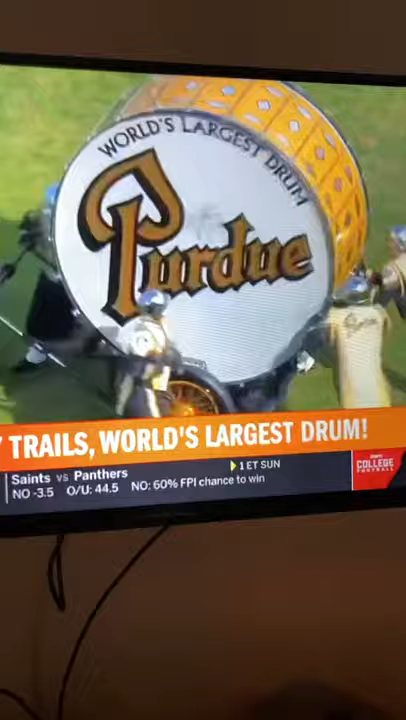 WORLD'S LARGEST DRUM
Purdue
TRAILS, WORLD'S LARGEST DRUM!
Saints vs Panthers
1 ET SUN
NO -3.5 O/U: 44.5 NO: 60% FPI chance to win
ESPN
COLLEGE
FOOTBALL